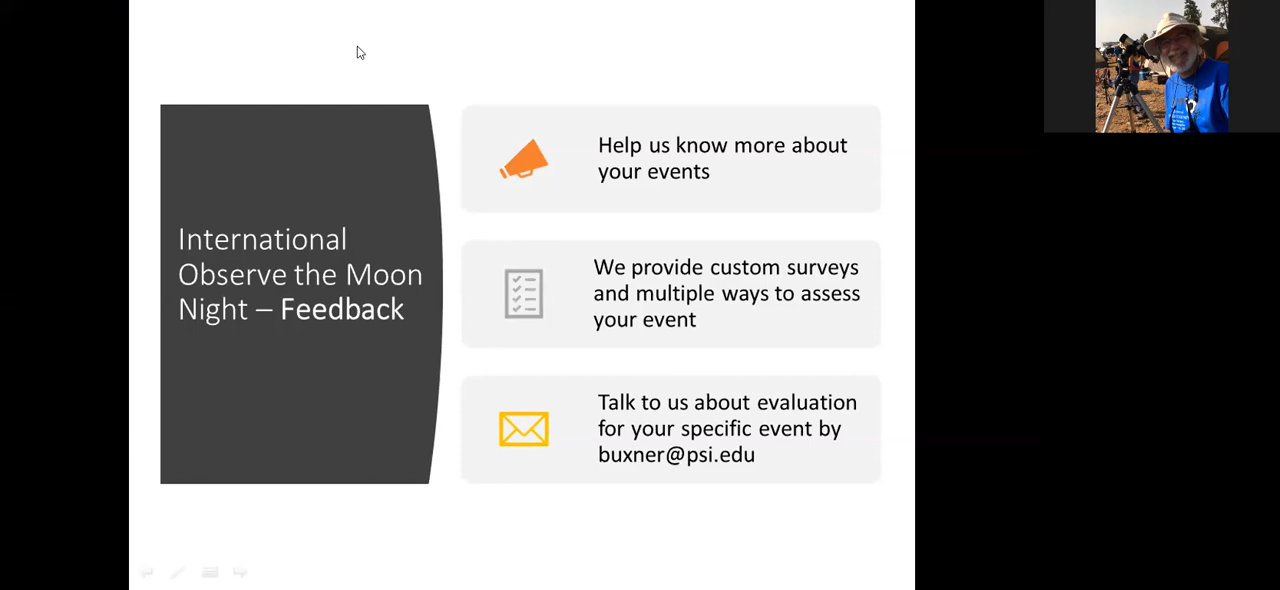 International
Observe the Moon
Night – Feedback
Help us know more about
your events
We provide custom surveys
and multiple ways to assess
your event
Talk to us about evaluation
for your specific event by
buxner@psi.edu